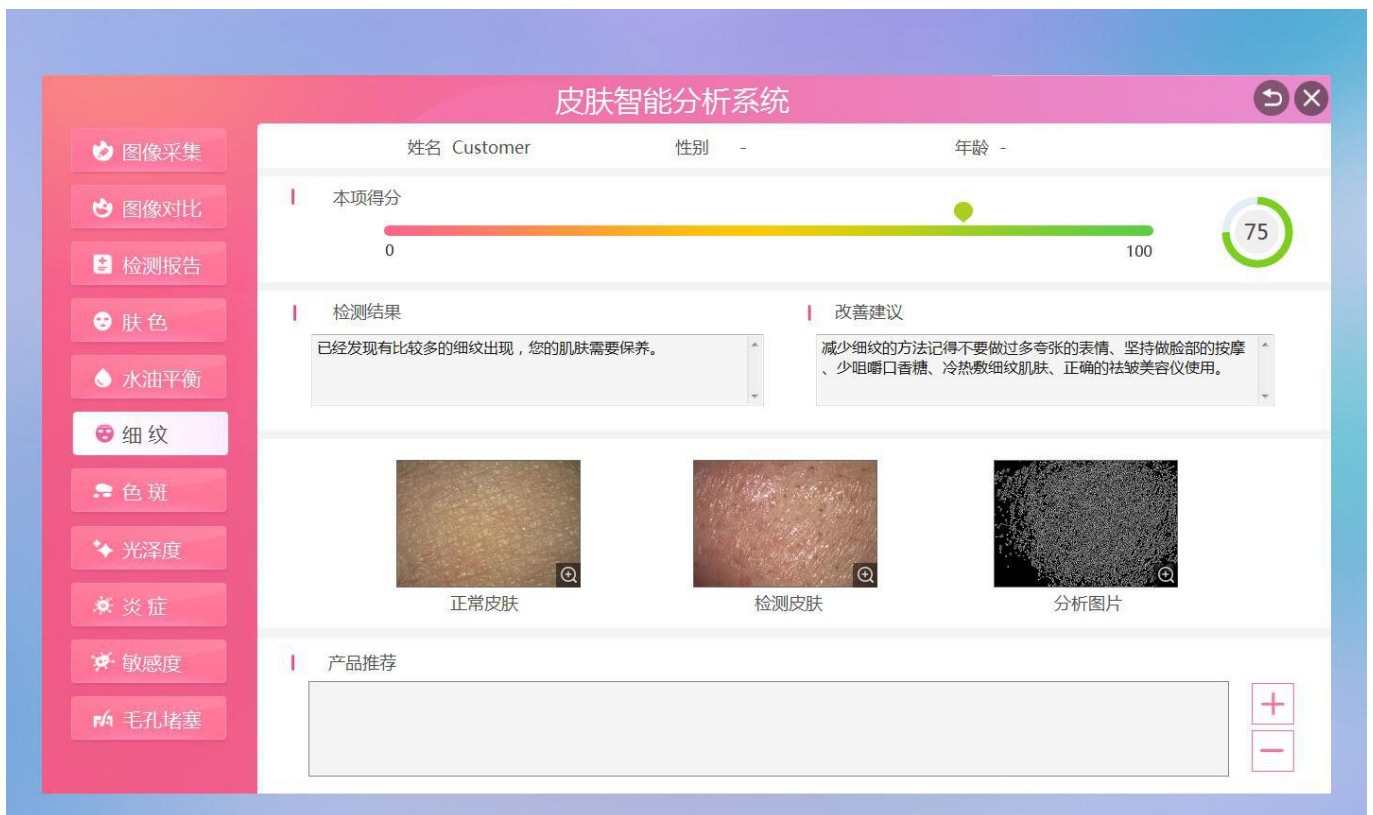 皮肤智能分析系统
图像采集
图像对比
检测报告
肤色
水油平衡
细纹
色斑
光泽度
炎症
敏感度
毛孔堵塞
姓名 Customer 性别 - 年龄 -
本项得分
0 100
75
检测结果
已经发现有比较多的细纹出现，您的肌肤需要保养。
改善建议
减少细纹的方法记得不要做过多夸张的表情、坚持做脸部的按摩
、少咀嚼口香糖、冷热敷细纹肌肤、正确的祛皱美容仪使用。
正常皮肤
检测皮肤
分析图片
产品推荐